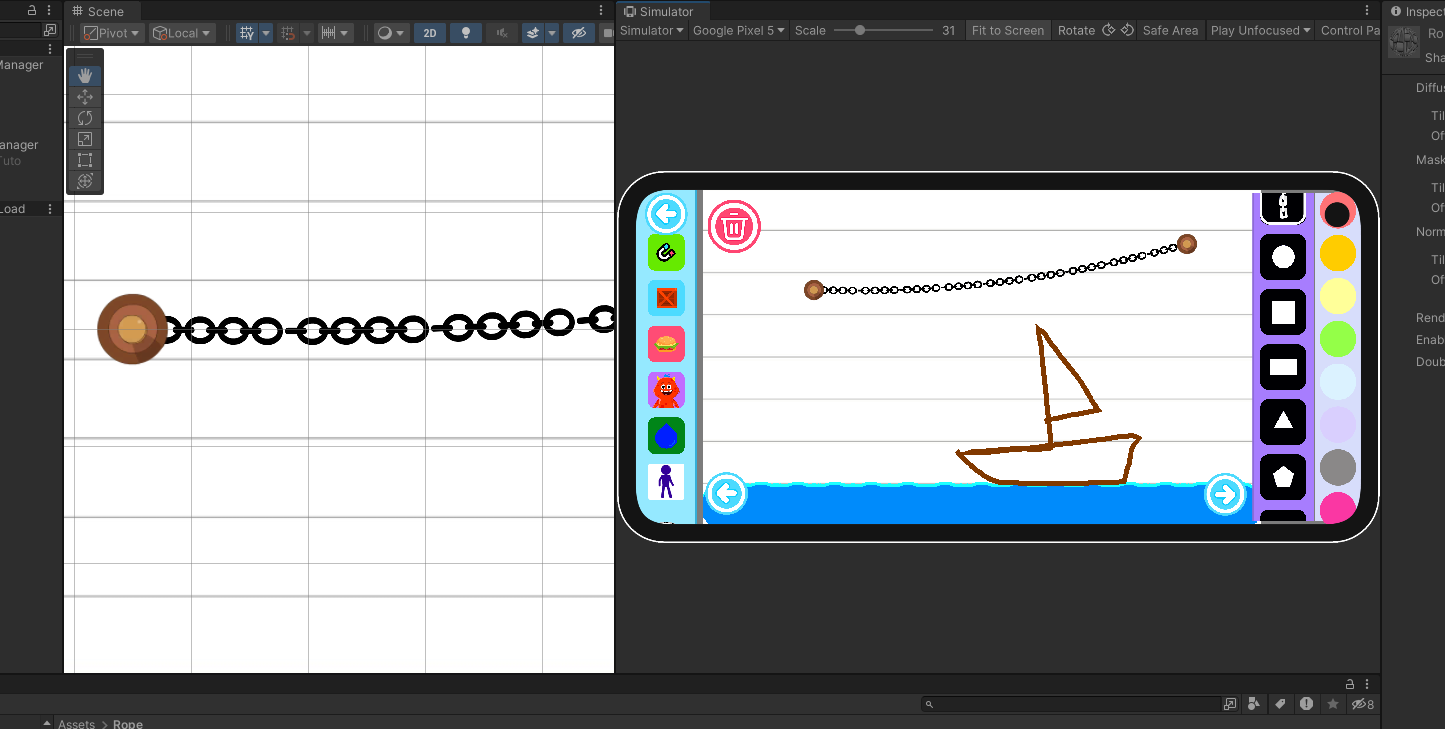 Scene
Pivot
Local
2D
Manager
anager
Tuto
Load
Simulator
Simulator
Google Pixel 5
Scale
31
Fit to Screen
Rotate
Safe Area
Play Unfocused
Control Pa
Inspect
Ro
Sha
Diffus
Til
Of
Mask
Til
Of
Norm
Til
Of
Rend
Enab
Doub
8
Assets > Rope